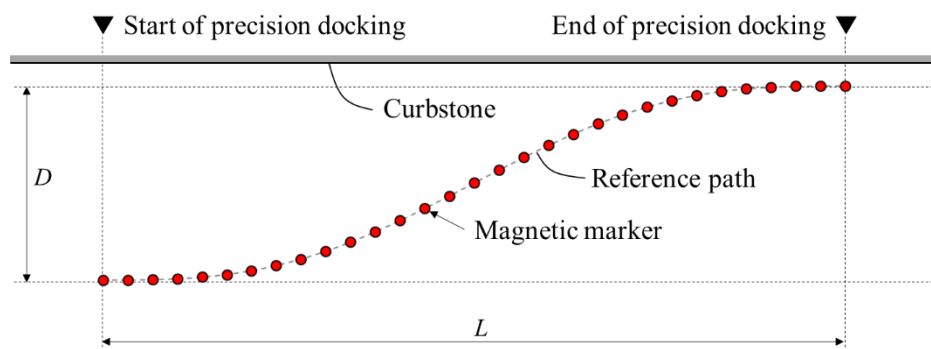 Start of precision docking
End of precision docking
Curbstone
D
Reference path
Magnetic marker
L